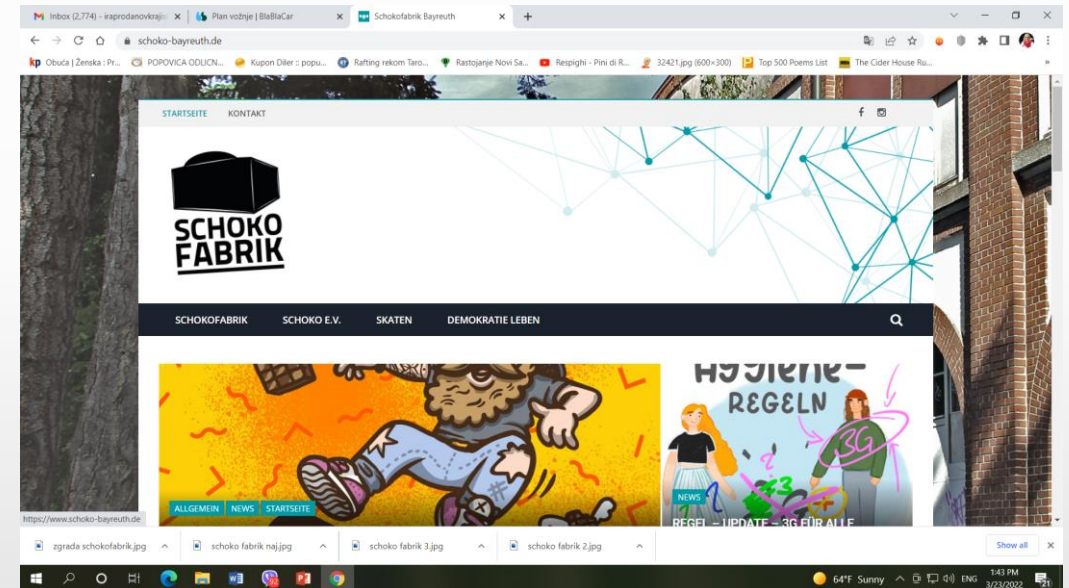 Inbox (2,774) - iraprodanovkrajin
Plan vožnje | BlaBlaCar
Schokofabrik Bayreuth
schoko-bayreuth.de
kp Obuća | Ženska : Pr...
POPOVICA ODLICN...
Kupon Diler :: popu...
Rafting rekom Taro...
Rastojanje Novi Sa...
Respighi - Pini di R...
32421.jpg (600×300)
Top 500 Poems List
The Cider House Ru...
STARTSEITE KONTAKT
SCHOKO
FABRIK
SCHOKOFABRIK SCHOKO E.V. SKATEN DEMOKRATIE LEBEN
HYGIENE-
REGELN
3G
ALLGEMEIN NEWS STARTSEITE
NEWS
REGEL – UPDATE – 3G FÜR ALLE
https://www.schoko-bayreuth.de
zgrada schokofabrik.jpg
schoko fabrik naj.jpg
schoko fabrik 3.jpg
schoko fabrik 2.jpg
Show all
64°F Sunny
ENG
1:43 PM
3/23/2022
21